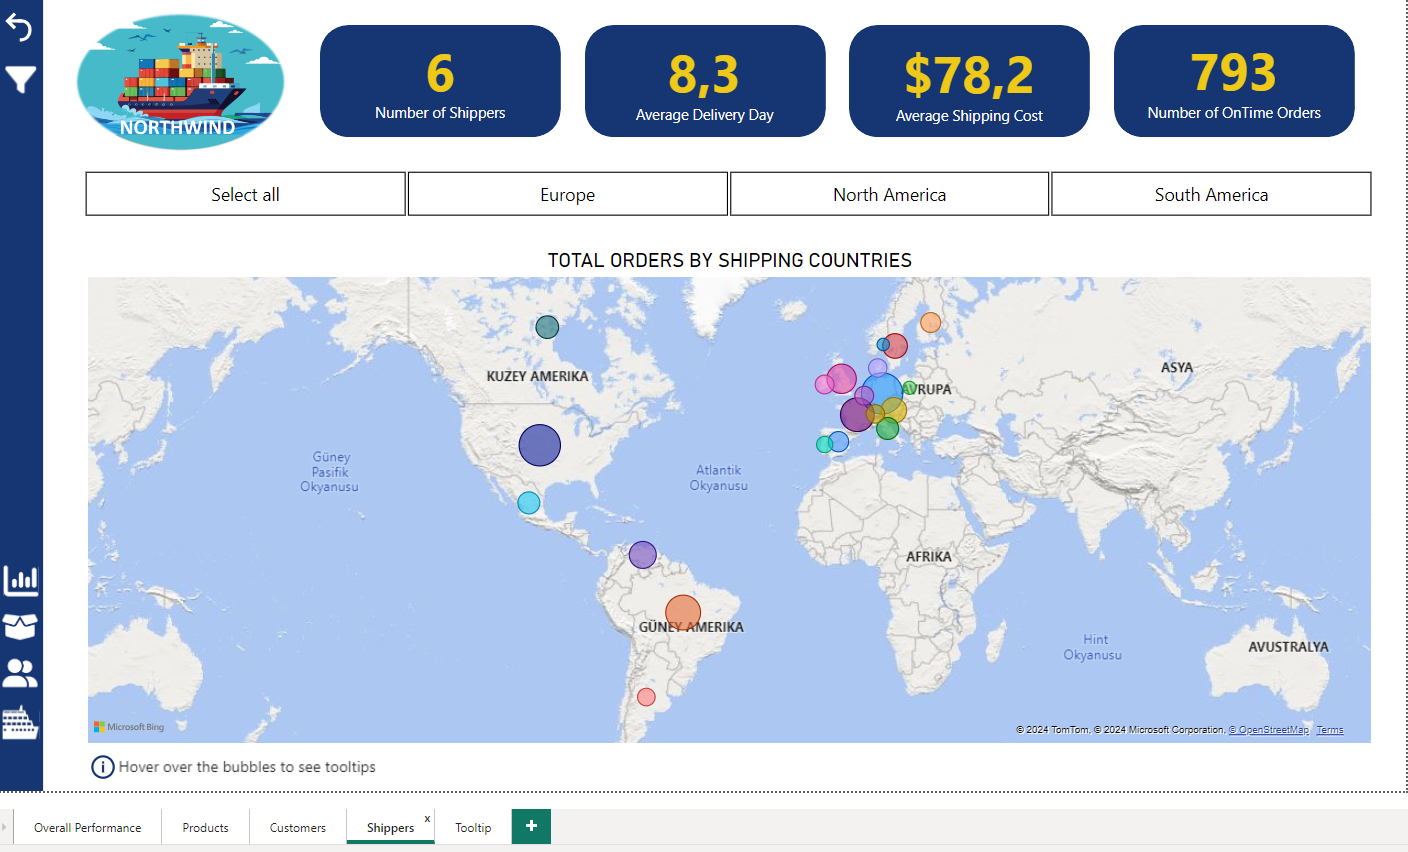 NORTHWIND
6
Number of Shippers
8,3
Average Delivery Day
$78,2
Average Shipping Cost
793
Number of OnTime Orders
Select all
Europe
North America
South America
TOTAL ORDERS BY SHIPPING COUNTRIES
KUZEY AMERIKA
ASYA
AVRUPA
Güney
Pasifik
Okyanusu
Atlantik
Okyanusu
AFRIKA
GÜNEY AMERIKA
Hint
Okyanusu
AVUSTRALYA
Microsoft Bing
© 2024 TomTom, © 2024 Microsoft Corporation, © OpenStreetMap Terms
Hover over the bubbles to see tooltips
Overall Performance
Products
Customers
Shippers
x
Tooltip
+